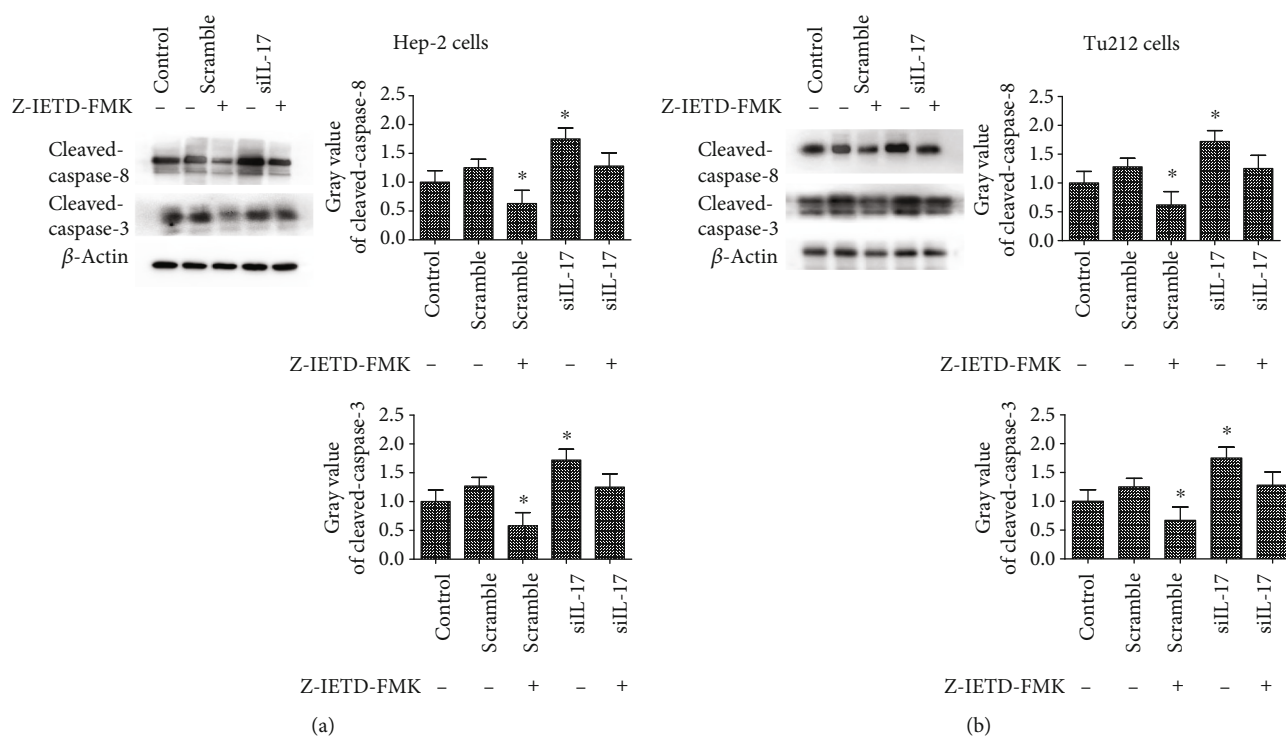 Hep-2 cells
Control
Scramble
siIL-17
Z-IETD-FMK – – + – +
Cleaved-
caspase-8
Cleaved-
caspase-3
β-Actin
Gray value
of cleaved-caspase-8
2.5
2.0
1.5
1.0
0.5
0.0
*
*
Control
Scramble
Scramble
siIL-17
siIL-17
Z-IETD-FMK – – + – +
Gray value
of cleaved-caspase-3
2.5
2.0
1.5
1.0
0.5
0.0
*
*
Control
Scramble
Scramble
siIL-17
siIL-17
Z-IETD-FMK – – + – +
(a)
Tu212 cells
Control
Scramble
siIL-17
Z-IETD-FMK – – + – +
Cleaved-
caspase-8
Cleaved-
caspase-3
β-Actin
Gray value
of cleaved-caspase-8
2.5
2.0
1.5
1.0
0.5
0.0
*
*
Control
Scramble
Scramble
siIL-17
siIL-17
Z-IETD-FMK – – + – +
Gray value
of cleaved-caspase-3
2.5
2.0
1.5
1.0
0.5
0.0
*
*
Control
Scramble
Scramble
siIL-17
siIL-17
Z-IETD-FMK – – + – +
(b)